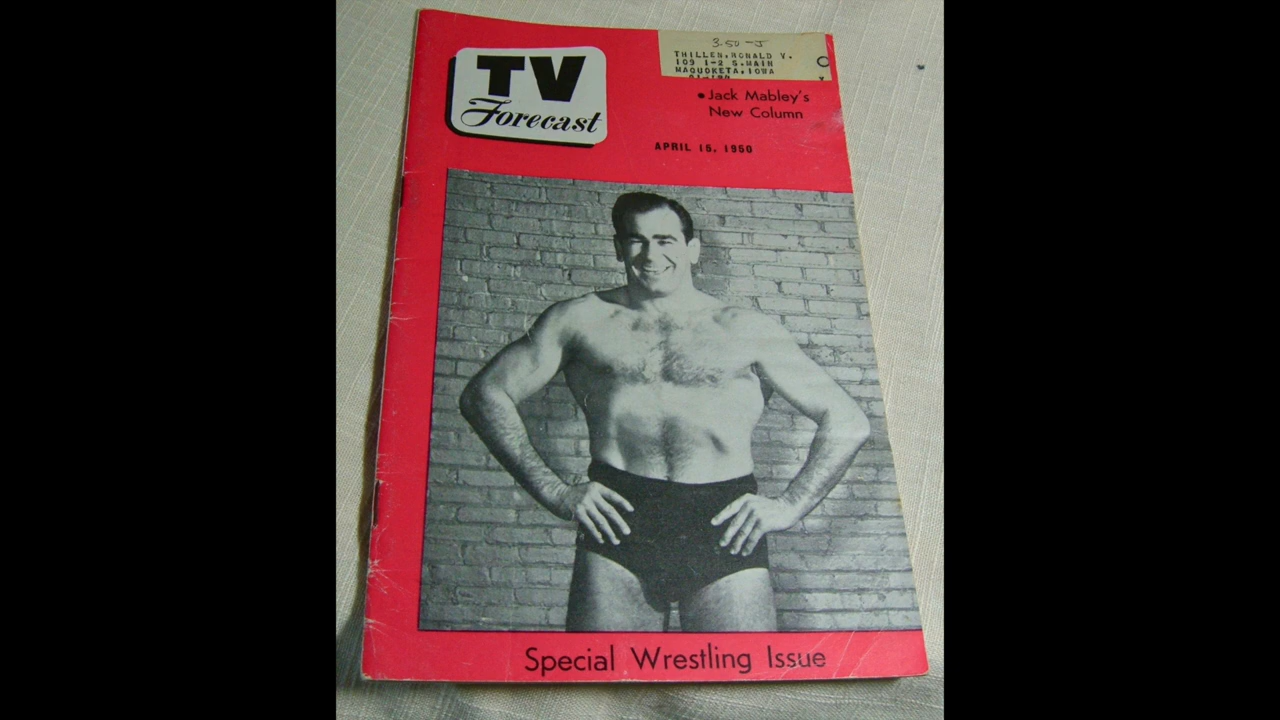 TV
Forecast
3.50-J
THILLEN, RONALD V.
109 1-2 S. MAIN
MAQUOKETA, IOWA
• Jack Mabley's
New Column
APRIL 15, 1950
Special Wrestling Issue